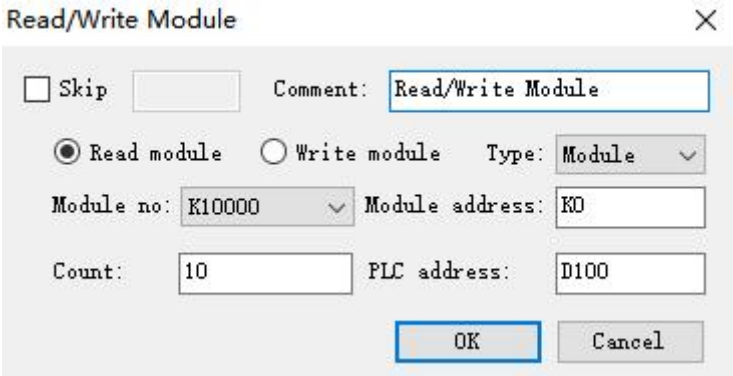 Read/Write Module
Skip Comment: Read/Write Module
Read module Write module Type: Module
Module no: K10000 Module address: K0
Count: 10 PLC address: D100
OK Cancel